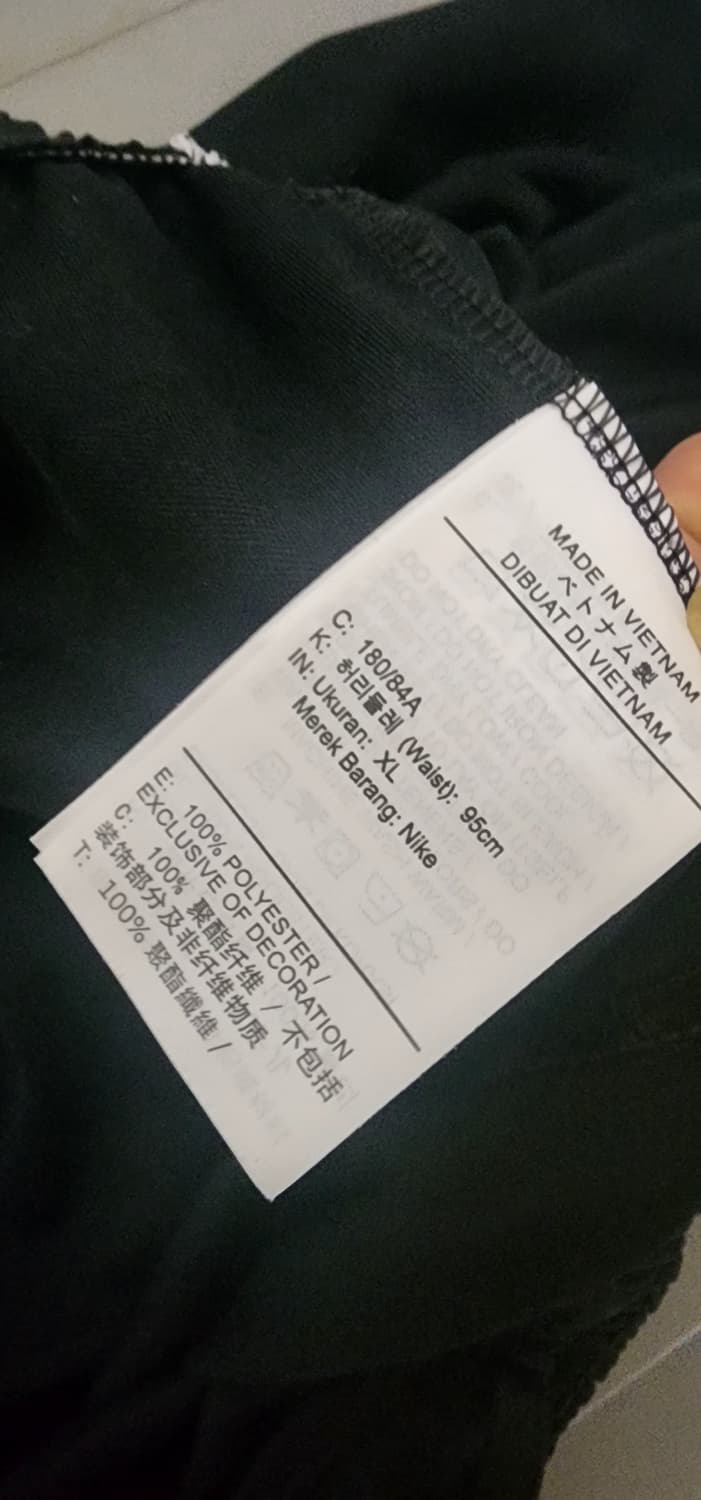 MADE IN VIETNAM
ベトナム製
DIBUAT DI VIETNAM
C: 180/84A
K: 허리둘레 (Waist): 95cm
IN: Ukuran: XL
Merek Barang: Nike
E: 100% POLYESTER /
EXCLUSIVE OF DECORATION
C: 100% 聚酯纤维 / 不包括
装饰部分及非纤维物质
T: 100% 聚酯纖維 /